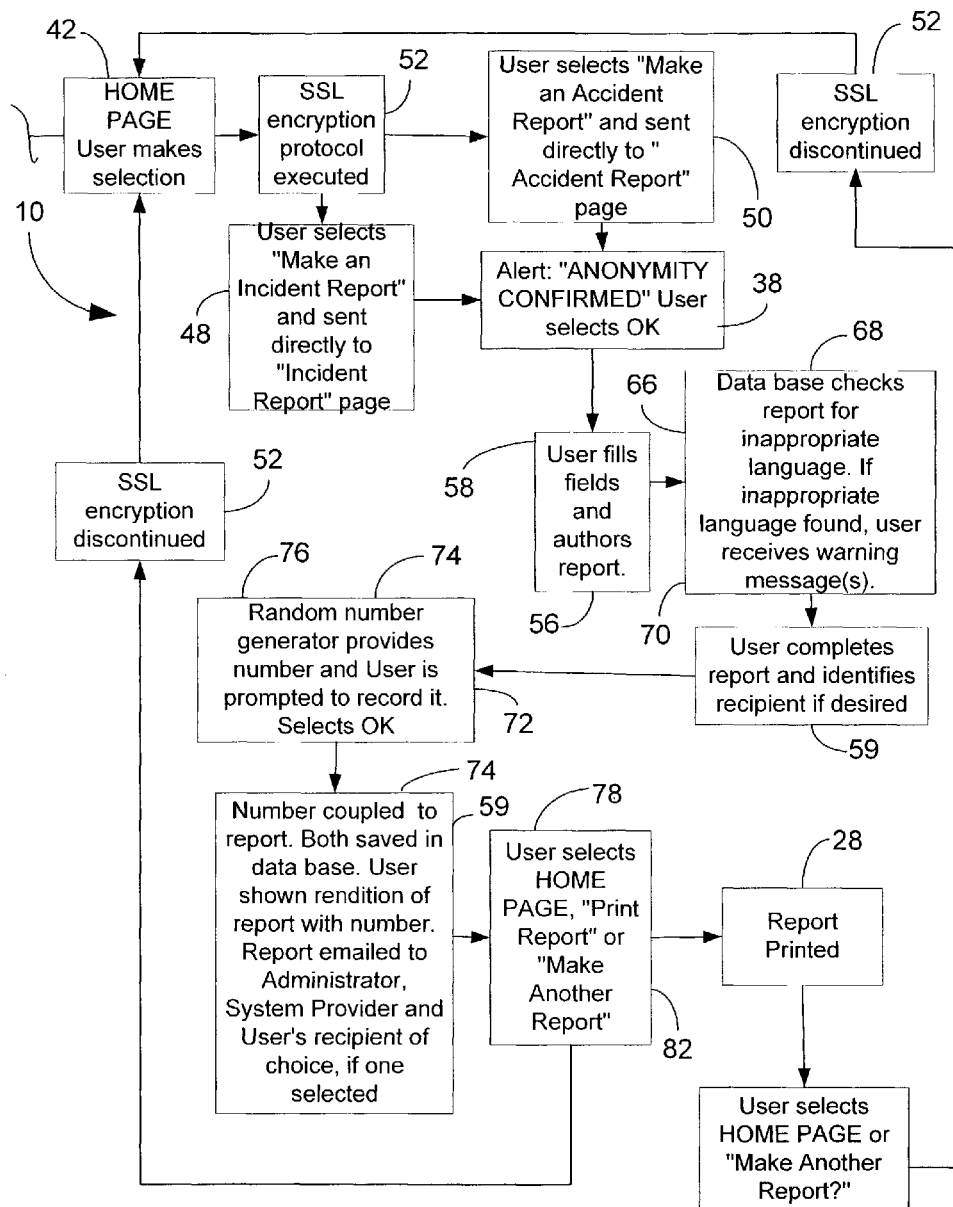 42
HOME
PAGE
User makes
selection
52
SSL
encryption
protocol
executed
User selects "Make
an Accident
Report" and sent
directly to "
Accident Report"
page
50
52
SSL
encryption
discontinued
10
User selects
"Make an
Incident Report"
and sent
directly to
"Incident
Report" page
48
Alert: "ANONYMITY
CONFIRMED" User
selects OK
38
58
User fills
fields
and
authors
report.
56
66
68
Data base checks
report for
inappropriate
language. If
inappropriate
language found, user
receives warning
message(s).
70
52
SSL
encryption
discontinued
76
74
Random number
generator provides
number and User is
prompted to record it.
Selects OK
72
User completes
report and identifies
recipient if desired
59
74
59
Number coupled to
report. Both saved in
data base. User
shown rendition of
report with number.
Report emailed to
Administrator,
System Provider and
User's recipient of
choice, if one
selected
78
User selects
HOME
PAGE, "Print
Report" or
"Make
Another
Report"
82
28
Report
Printed
User selects
HOME PAGE or
"Make Another
Report?"